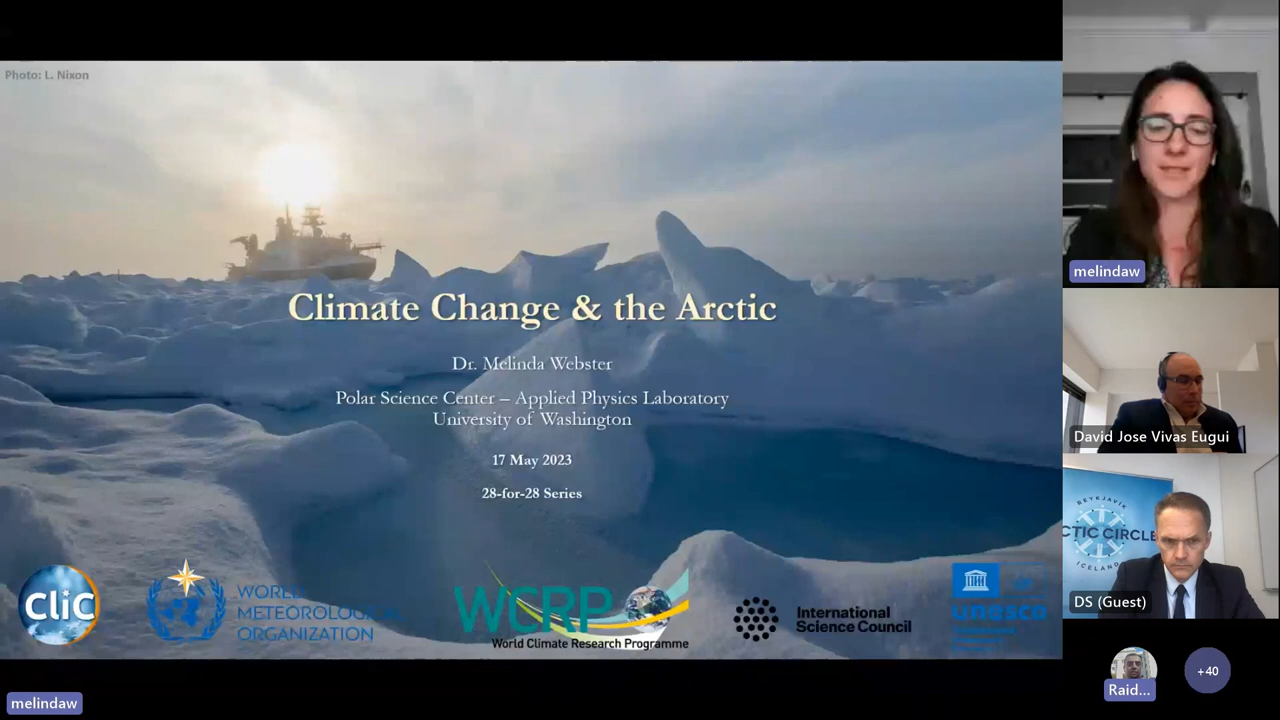 Photo: L. Nixon
Climate Change & the Arctic
Dr. Melinda Webster
Polar Science Center – Applied Physics Laboratory
University of Washington
17 May 2023
28-for-28 Series
clic
WORLD
METEOROLOGICAL
ORGANIZATION
WCRP
World Climate Research Programme
International
Science Council
unesco
melindaw
David Jose Vivas Eugui
REYKJAVIK
CTIC CIRCLE
ICELAND
DS (Guest)
Raid...
+40
melindaw